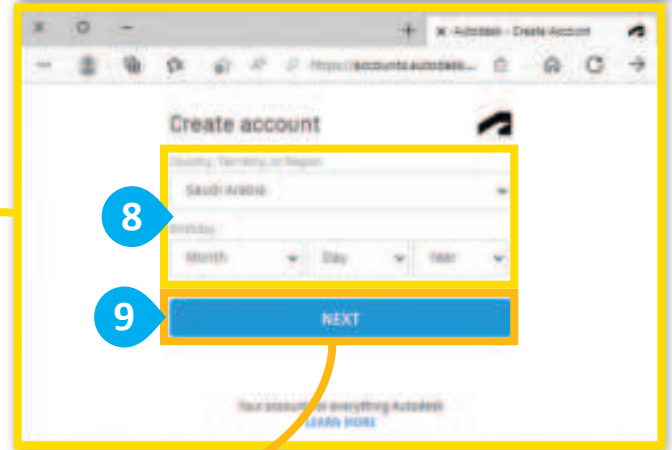 Autodesk - Create Account
https://accounts.autodesk...
Create account
Country, Territory, or Region
Saudi Arabia
8
Birthday
Month Day Year
9
NEXT
Your account for everything Autodesk
LEARN MORE